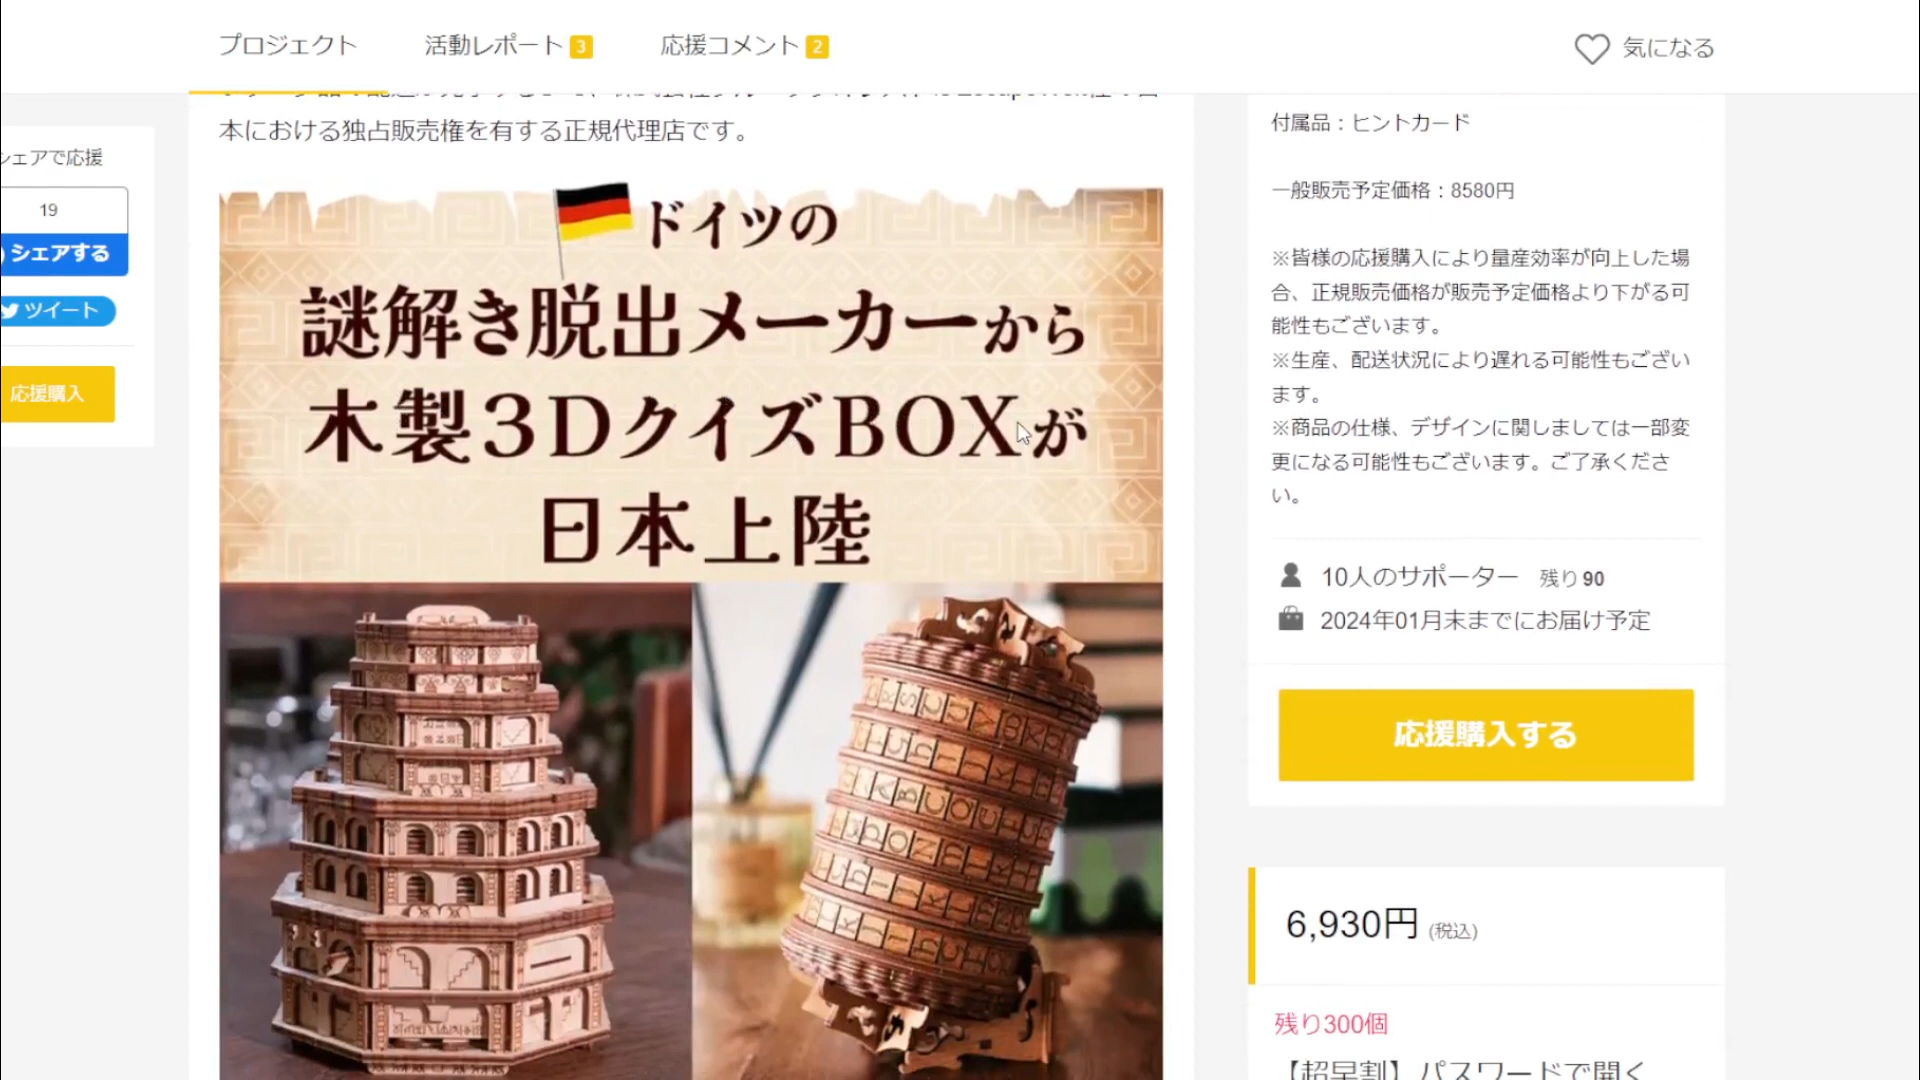 プロジェクト
活動レポート 3
応援コメント 2
気になる
本における独占販売権を有する正規代理店です。
シェアで応援
19
シェアする
ツイート
応援購入
ドイツの
謎解き脱出メーカーから
木製3DクイズBOXが
日本上陸
付属品：ヒントカード
一般販売予定価格：8580円
※皆様の応援購入により量産効率が向上した場
合、正規販売価格が販売予定価格より下がる可
能性もございます。
※生産、配送状況により遅れる可能性もござい
ます。
※商品の仕様、デザインに関しましては一部変
更になる可能性もございます。ご了承くださ
い。
10人のサポーター 残り90
2024年01月末までにお届け予定
応援購入する
6,930円 (税込)
残り300個
【超早割】パスワードで開く